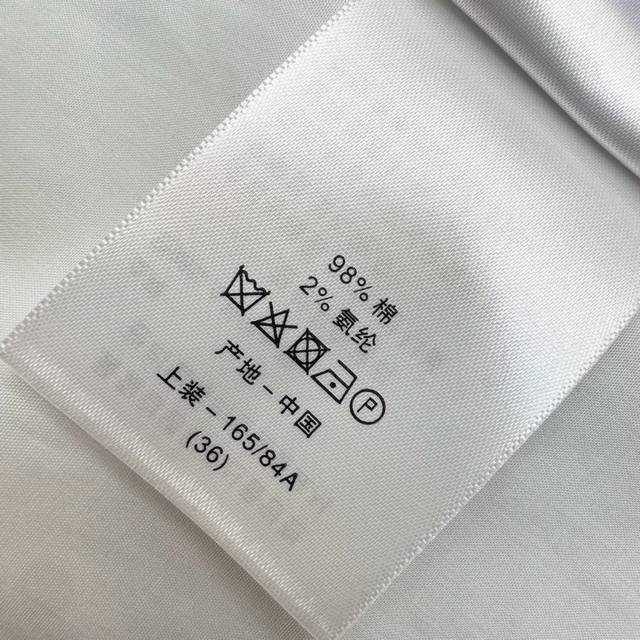 98% 棉
2% 氨纶
P
产地 – 中国
上装 – 165/84A
(36)